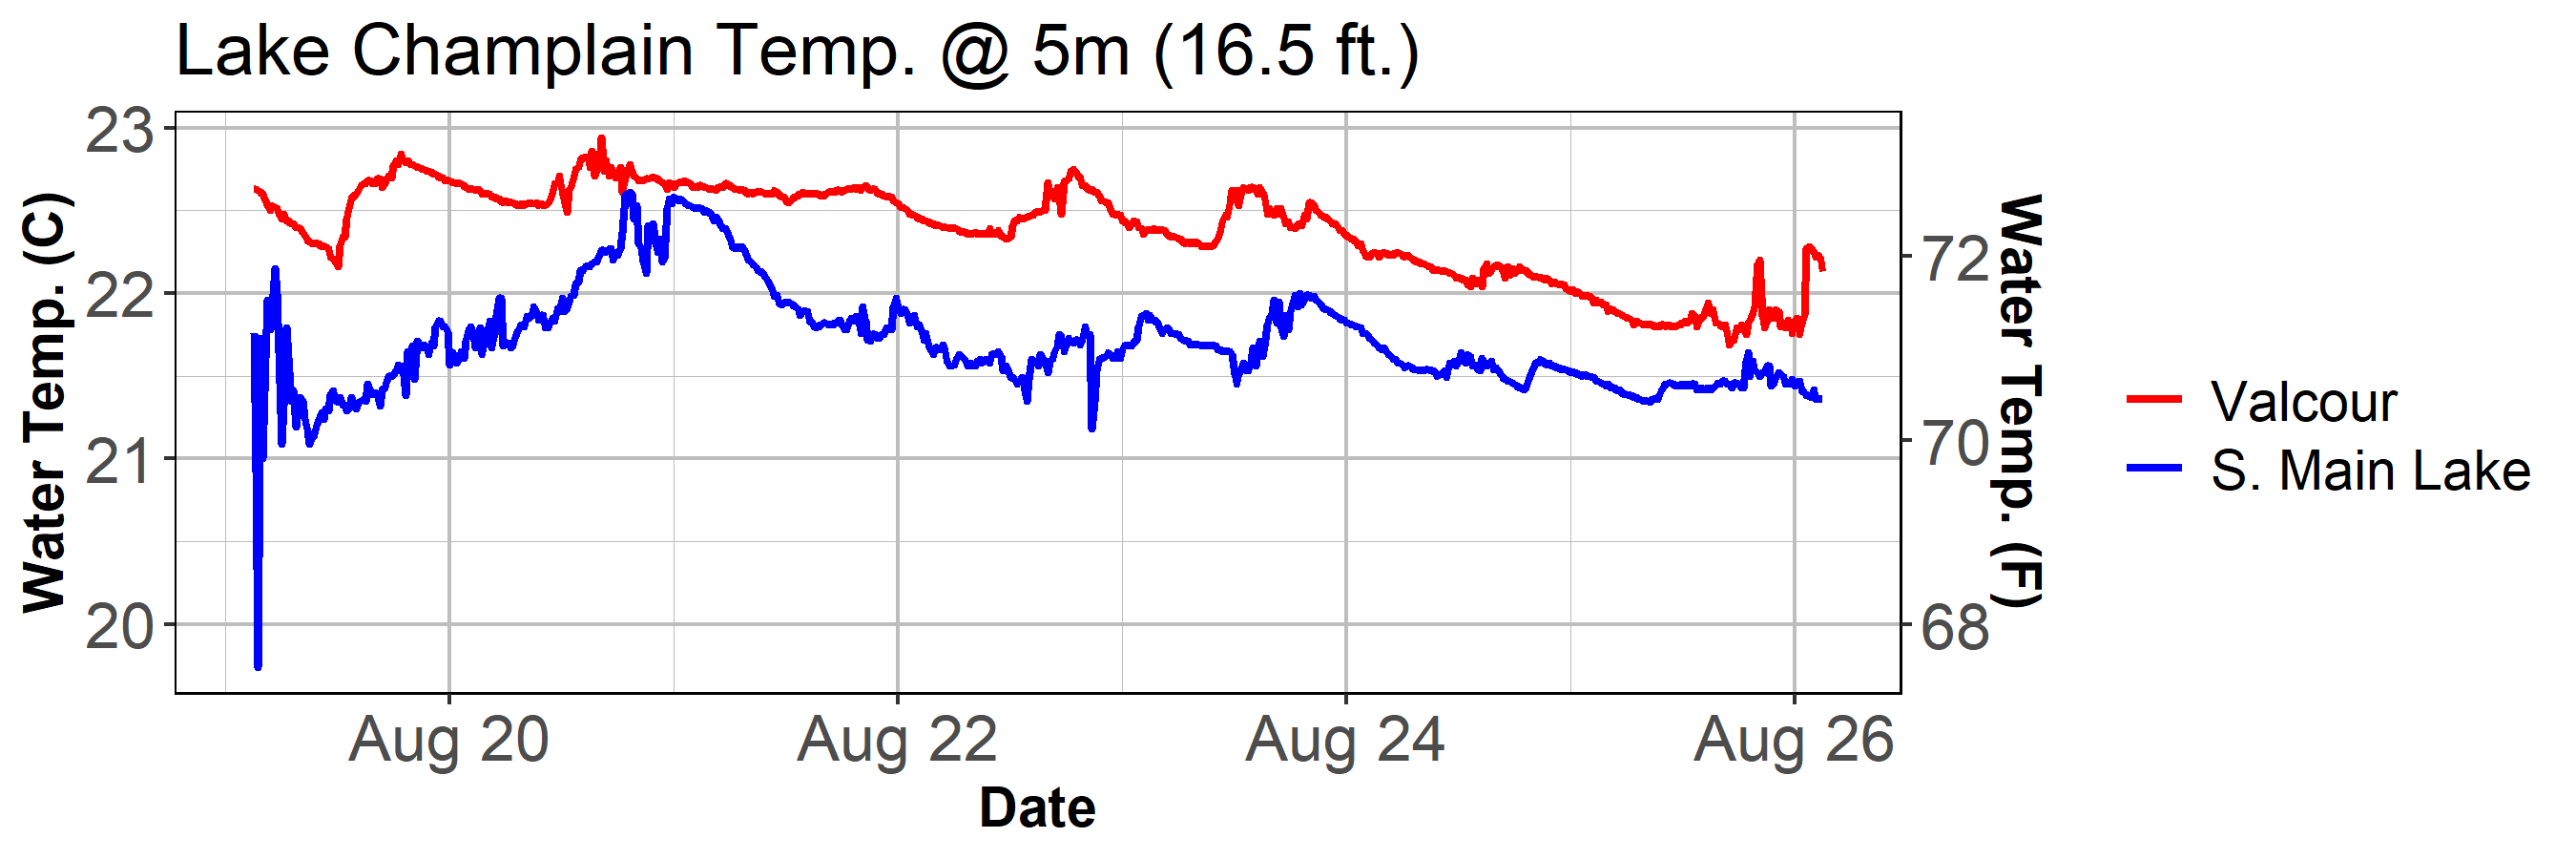 Lake Champlain Temp. @ 5m (16.5 ft.)
Water Temp. (C)
23
22
21
20
72
70
68
Water Temp. (F)
Aug 20
Aug 22
Aug 24
Aug 26
Date
Valcour
S. Main Lake